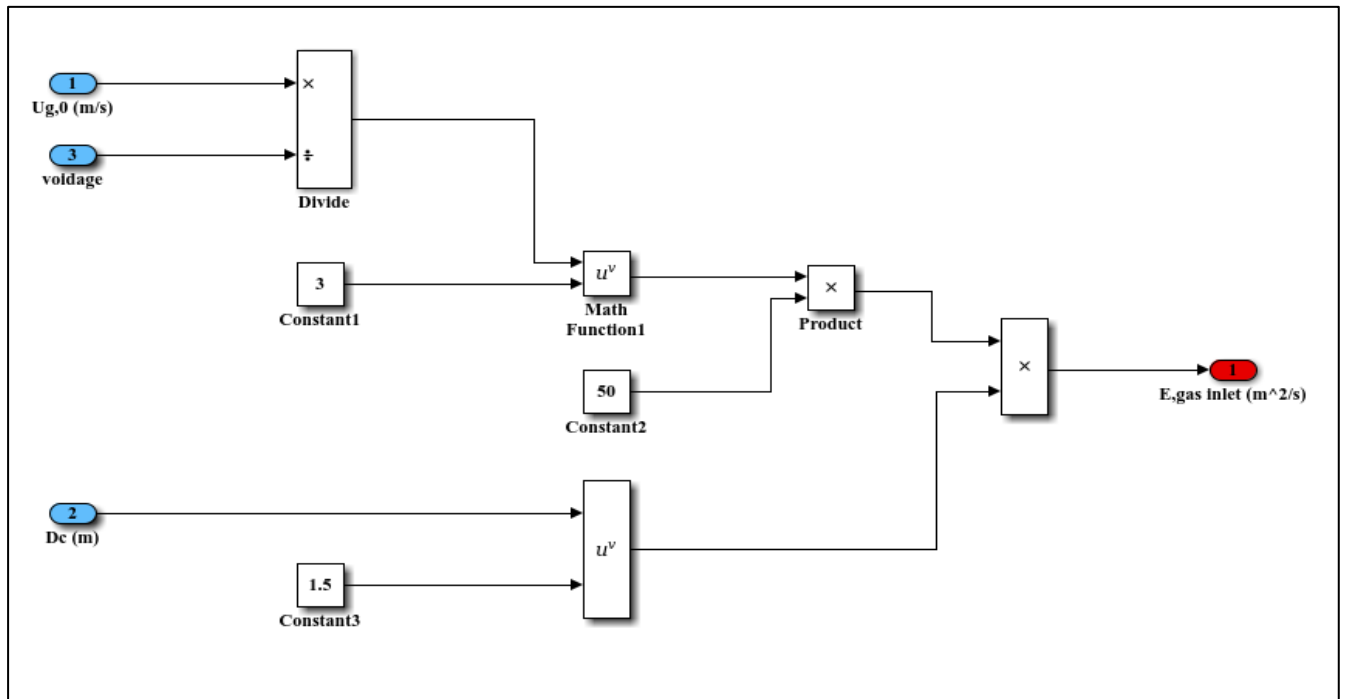 1
Ug,0 (m/s)
3
voidage
×
÷
Divide
3
Constant1
u^v
Math
Function1
×
Product
50
Constant2
×
1
E,gas inlet (m^2/s)
2
Dc (m)
1.5
Constant3
u^v